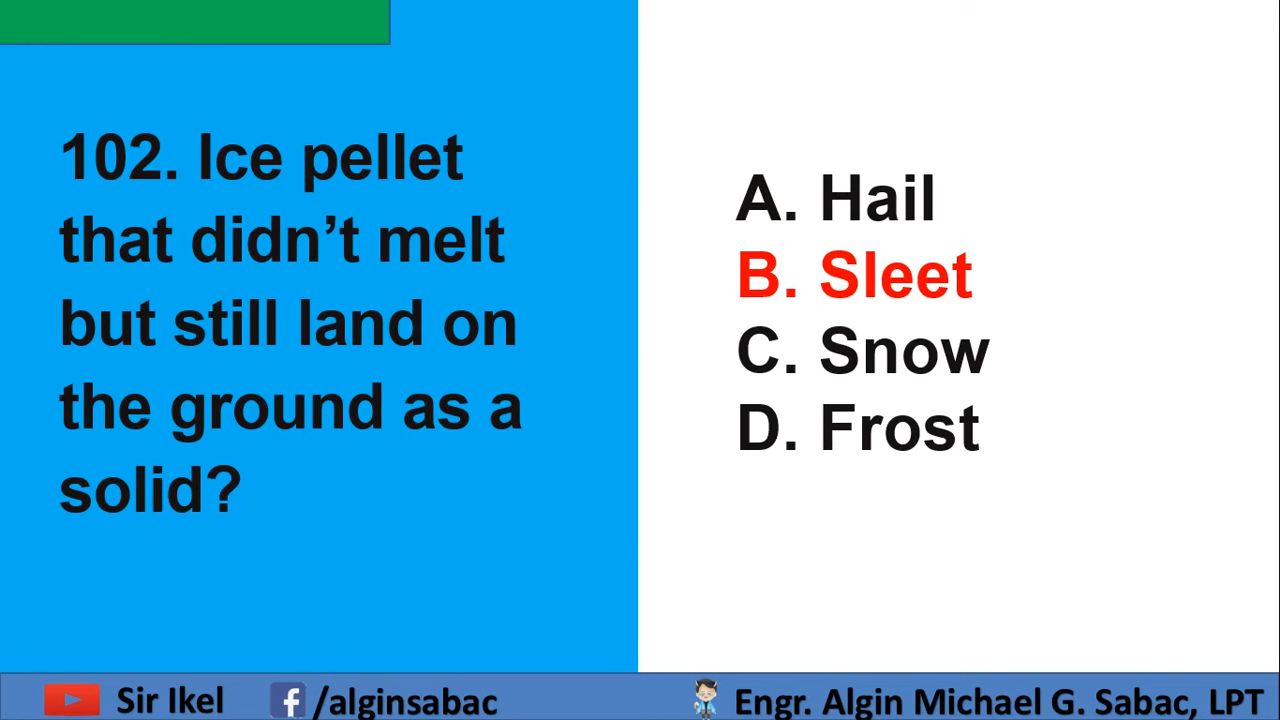 102. Ice pellet
that didn’t melt
but still land on
the ground as a
solid?
A. Hail
B. Sleet
C. Snow
D. Frost
Sir Ikel
/alginsabac
Engr. Algin Michael G. Sabac, LPT